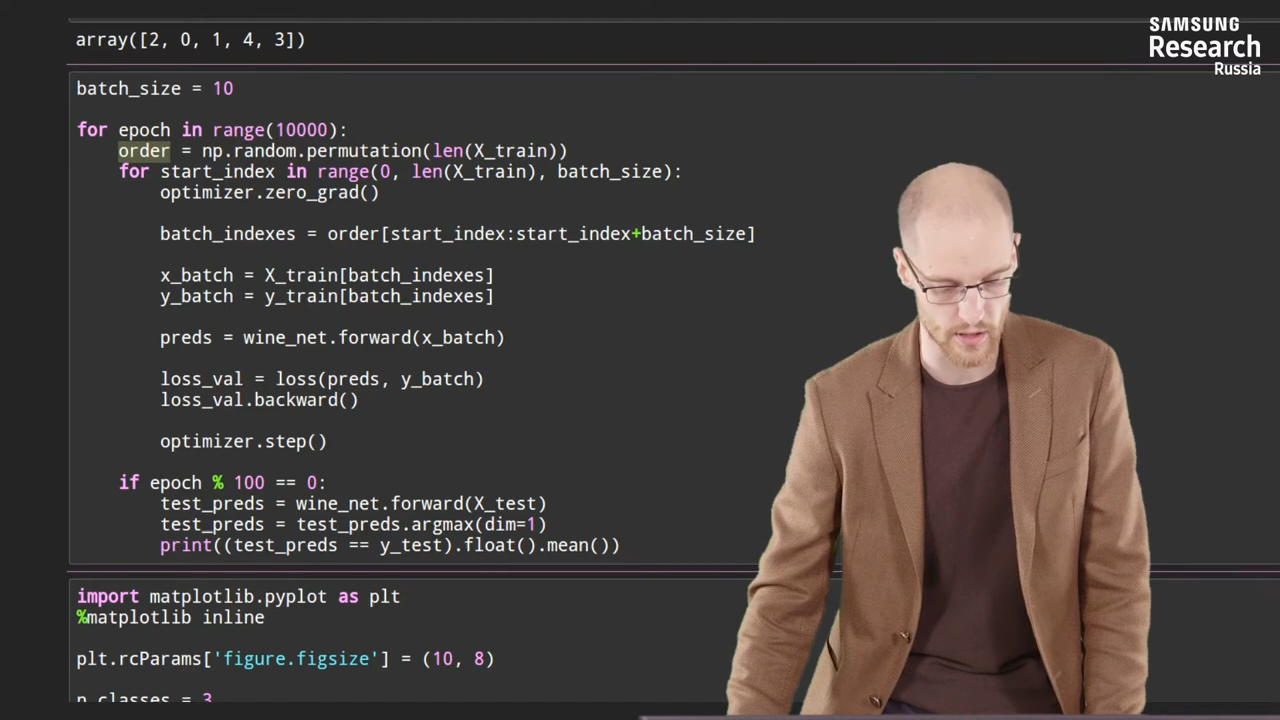 SAMSUNG
Research
Russia
array([2, 0, 1, 4, 3])
batch_size = 10
for epoch in range(10000):
    order = np.random.permutation(len(X_train))
    for start_index in range(0, len(X_train), batch_size):
        optimizer.zero_grad()
        batch_indexes = order[start_index:start_index+batch_size]
        x_batch = X_train[batch_indexes]
        y_batch = y_train[batch_indexes]
        preds = wine_net.forward(x_batch)
        loss_val = loss(preds, y_batch)
        loss_val.backward()
        optimizer.step()
    if epoch % 100 == 0:
        test_preds = wine_net.forward(X_test)
        test_preds = test_preds.argmax(dim=1)
        print((test_preds == y_test).float().mean())
import matplotlib.pyplot as plt
%matplotlib inline
plt.rcParams['figure.figsize'] = (10, 8)
n_classes = 3